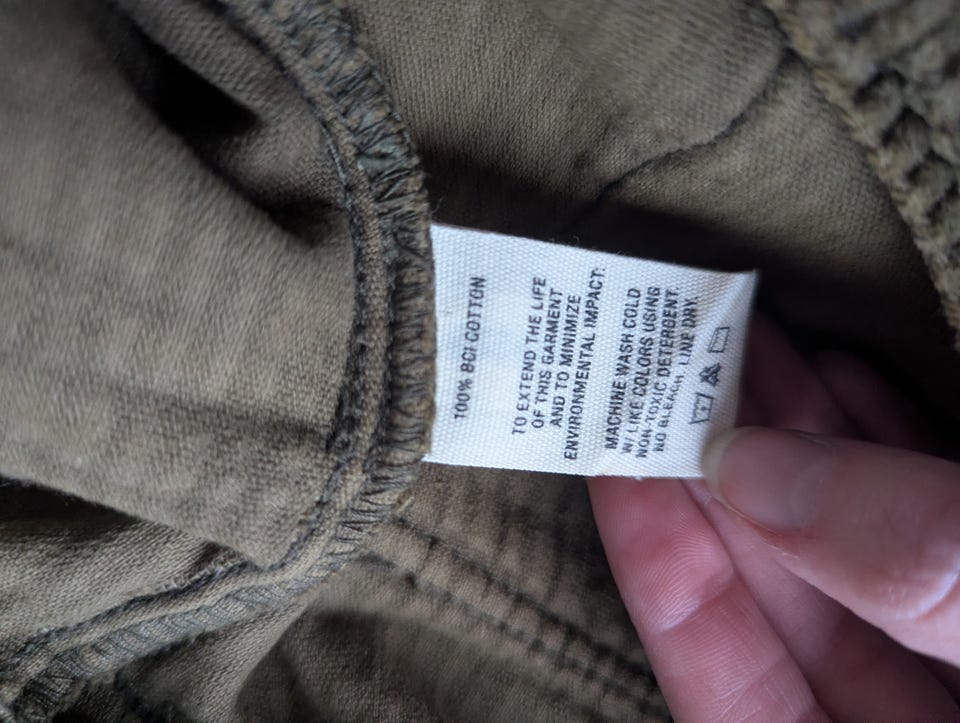 100% BCI COTTON
TO EXTEND THE LIFE
OF THIS GARMENT
AND TO MINIMIZE
ENVIRONMENTAL IMPACT:
MACHINE WASH COLD
W/ LIKE COLORS USING
NON-TOXIC DETERGENT.
NO BLEACH. LINE DRY.